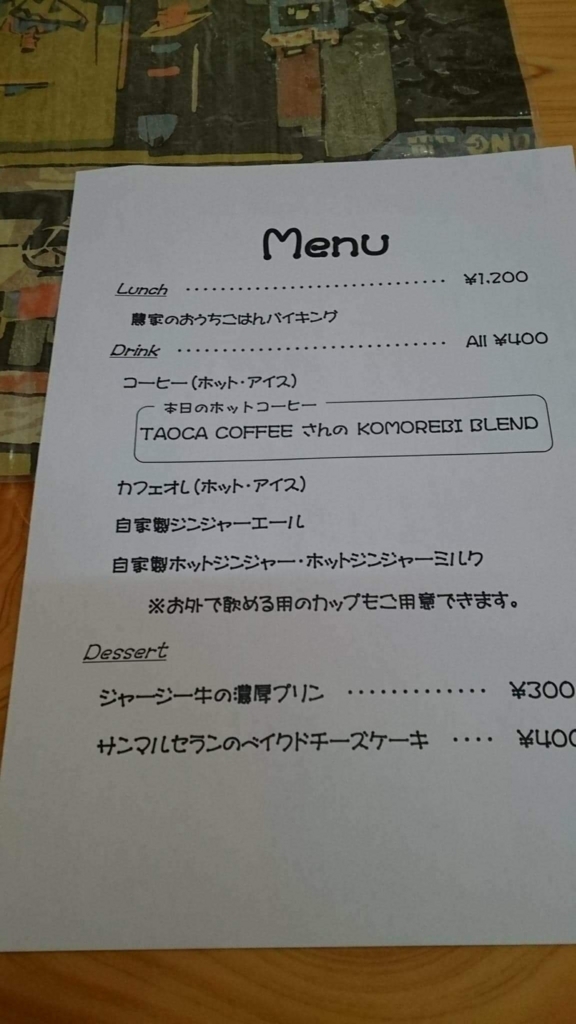 Menu
Lunch ······························ ¥1,200
農家のおうちごはんバイキング
Drink ······························ All ¥400
コーヒー(ホット・アイス)
本日のホットコーヒー
TAOCA COFFEE さんの KOMOREBI BLEND
カフェオレ(ホット・アイス)
自家製ジンジャーエール
自家製ホットジンジャー・ホットジンジャーミルク
※お外で飲める用のカップもご用意できます。
Dessert
ジャージー牛の濃厚プリン ············· ¥300
サンマルセランのベイクドチーズケーキ ···· ¥400